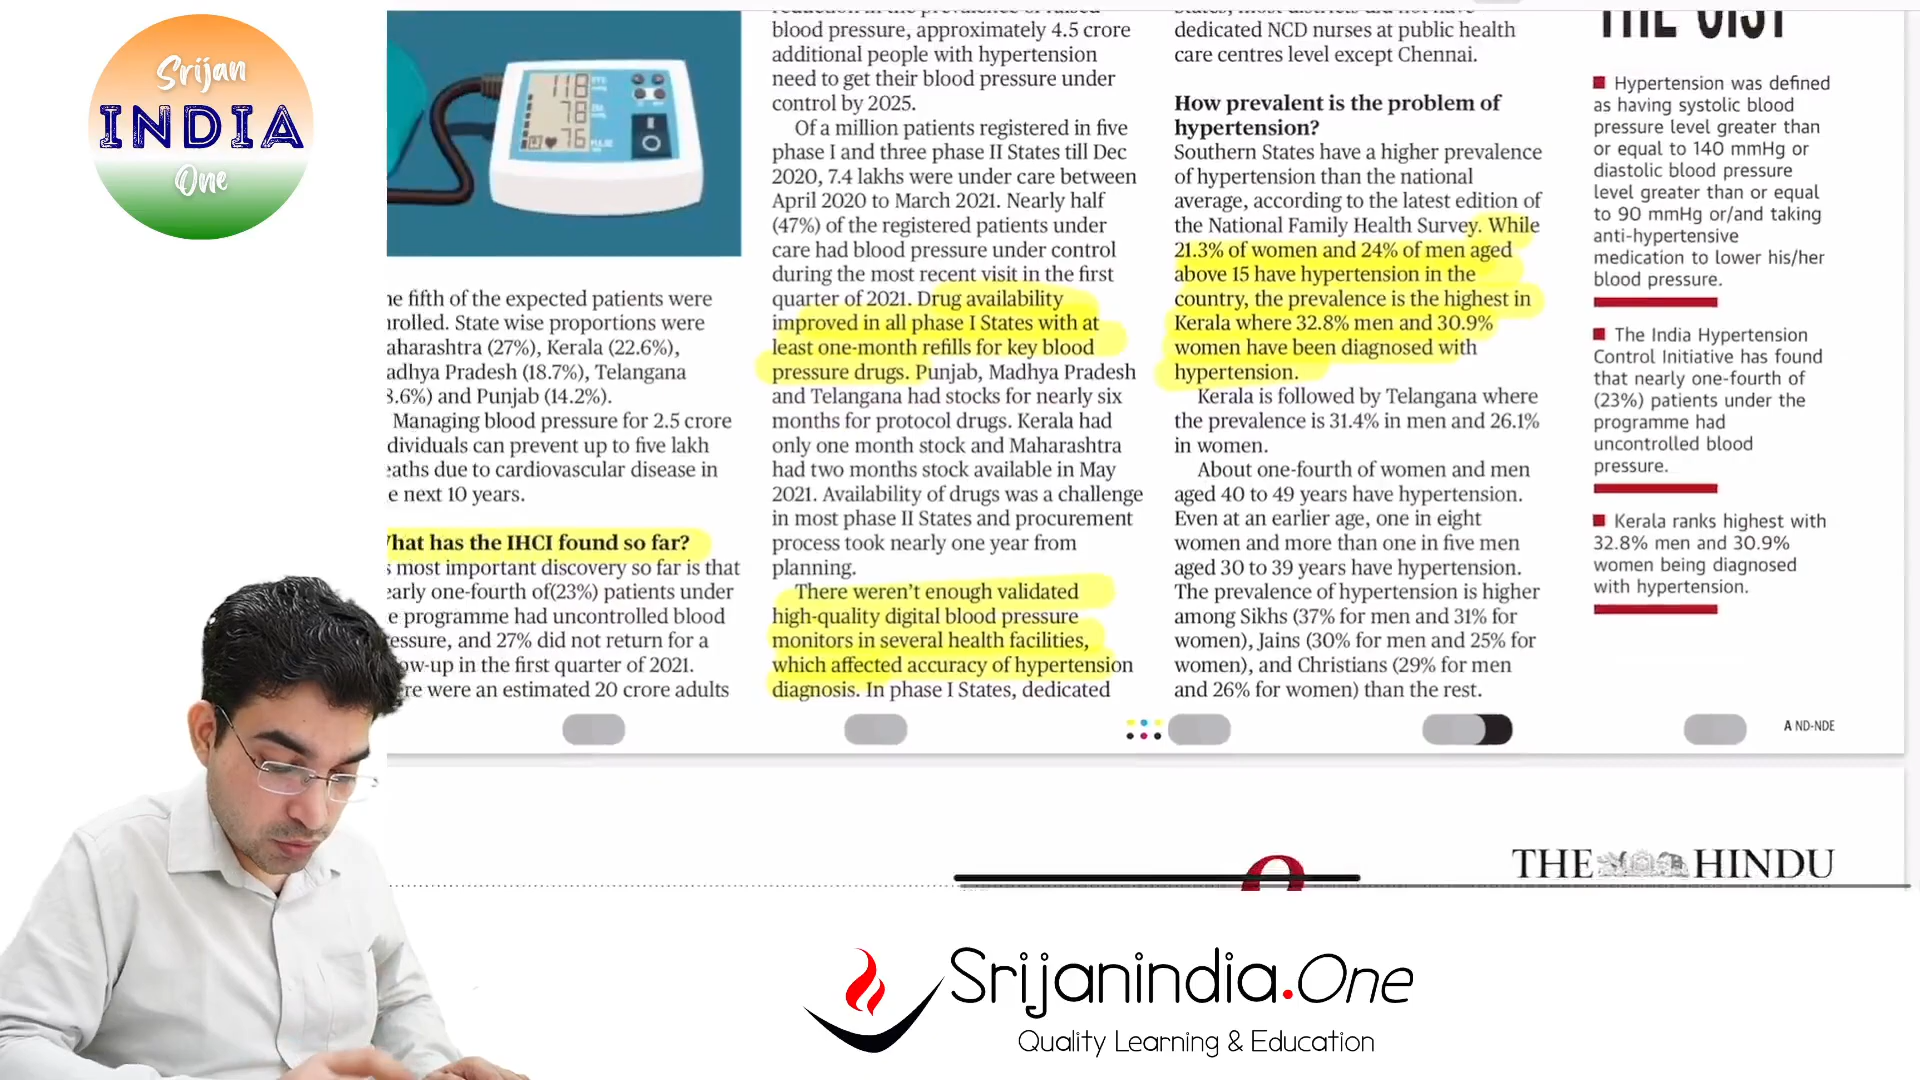 Srijan
INDIA
One
118
78
76
fifth of the expected patients were
State wise proportions were
(27%), Kerala (22.6%),
Pradesh (18.7%), Telangana
and Punjab (14.2%).
Managing blood pressure for 2.5 crore
can prevent up to five lakh
due to cardiovascular disease in
next 10 years.
hat has the IHCI found so far?
most important discovery so far is that
one-fourth of(23%) patients under
programme had uncontrolled blood
and 27% did not return for a
in the first quarter of 2021.
were an estimated 20 crore adults
blood pressure, approximately 4.5 crore
additional people with hypertension
need to get their blood pressure under
control by 2025.
Of a million patients registered in five
phase I and three phase II States till Dec
2020, 7.4 lakhs were under care between
April 2020 to March 2021. Nearly half
(47%) of the registered patients under
care had blood pressure under control
during the most recent visit in the first
quarter of 2021. Drug availability
improved in all phase I States with at
least one-month refills for key blood
pressure drugs. Punjab, Madhya Pradesh
and Telangana had stocks for nearly six
months for protocol drugs. Kerala had
only one month stock and Maharashtra
had two months stock available in May
2021. Availability of drugs was a challenge
in most phase II States and procurement
process took nearly one year from
planning.
There weren't enough validated
high-quality digital blood pressure
monitors in several health facilities,
which affected accuracy of hypertension
diagnosis. In phase I States, dedicated
dedicated NCD nurses at public health
care centres level except Chennai.
How prevalent is the problem of
hypertension?
Southern States have a higher prevalence
of hypertension than the national
average, according to the latest edition of
the National Family Health Survey. While
21.3% of women and 24% of men aged
above 15 have hypertension in the
country, the prevalence is the highest in
Kerala where 32.8% men and 30.9%
women have been diagnosed with
hypertension.
Kerala is followed by Telangana where
the prevalence is 31.4% in men and 26.1%
in women.
About one-fourth of women and men
aged 40 to 49 years have hypertension.
Even at an earlier age, one in eight
women and more than one in five men
aged 30 to 39 years have hypertension.
The prevalence of hypertension is higher
among Sikhs (37% for men and 31% for
women), Jains (30% for men and 25% for
women), and Christians (29% for men
and 26% for women) than the rest.
THE GIST
Hypertension was defined
as having systolic blood
pressure level greater than
or equal to 140 mmHg or
diastolic blood pressure
level greater than or equal
to 90 mmHg or/and taking
anti-hypertensive
medication to lower his/her
blood pressure.
The India Hypertension
Control Initiative has found
that nearly one-fourth of
(23%) patients under the
programme had
uncontrolled blood
pressure.
Kerala ranks highest with
32.8% men and 30.9%
women being diagnosed
with hypertension.
A ND-NDE
THE HINDU
Srijanindia.One
Quality Learning & Education